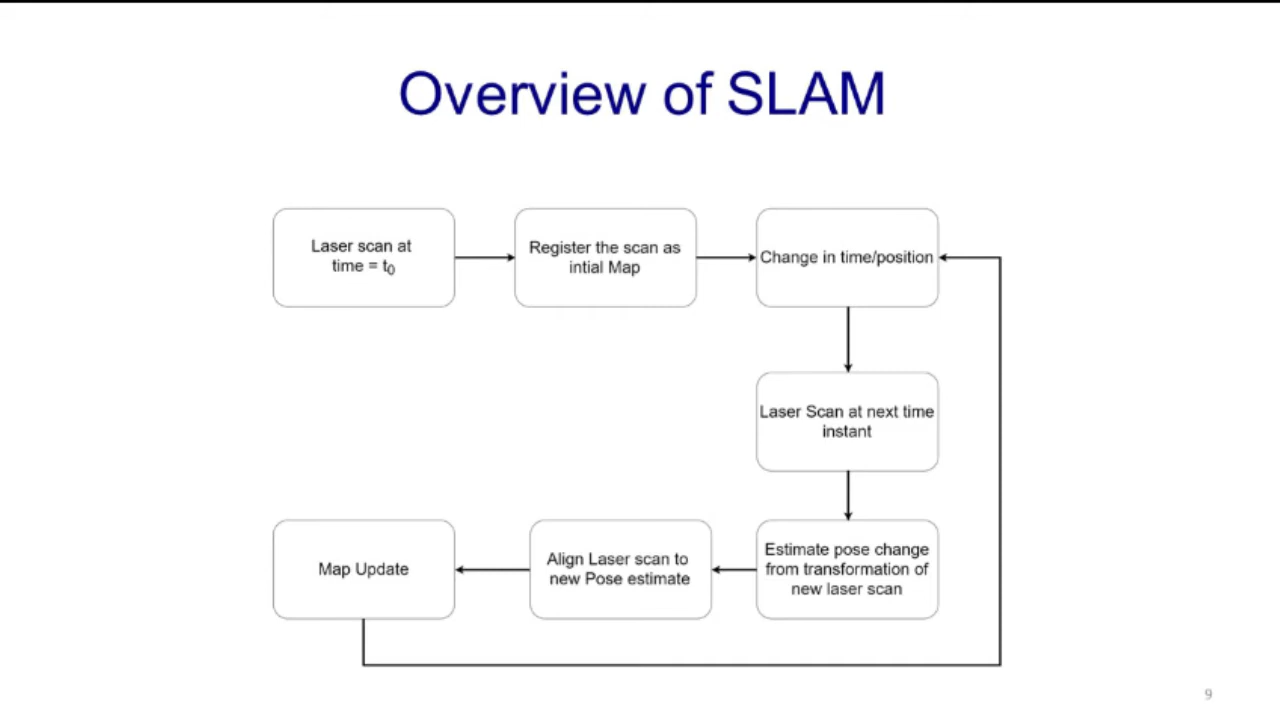 Overview of SLAM
Laser scan at
time = t0
Register the scan as
intial Map
Change in time/position
Laser Scan at next time
instant
Estimate pose change
from transformation of
new laser scan
Align Laser scan to
new Pose estimate
Map Update
9